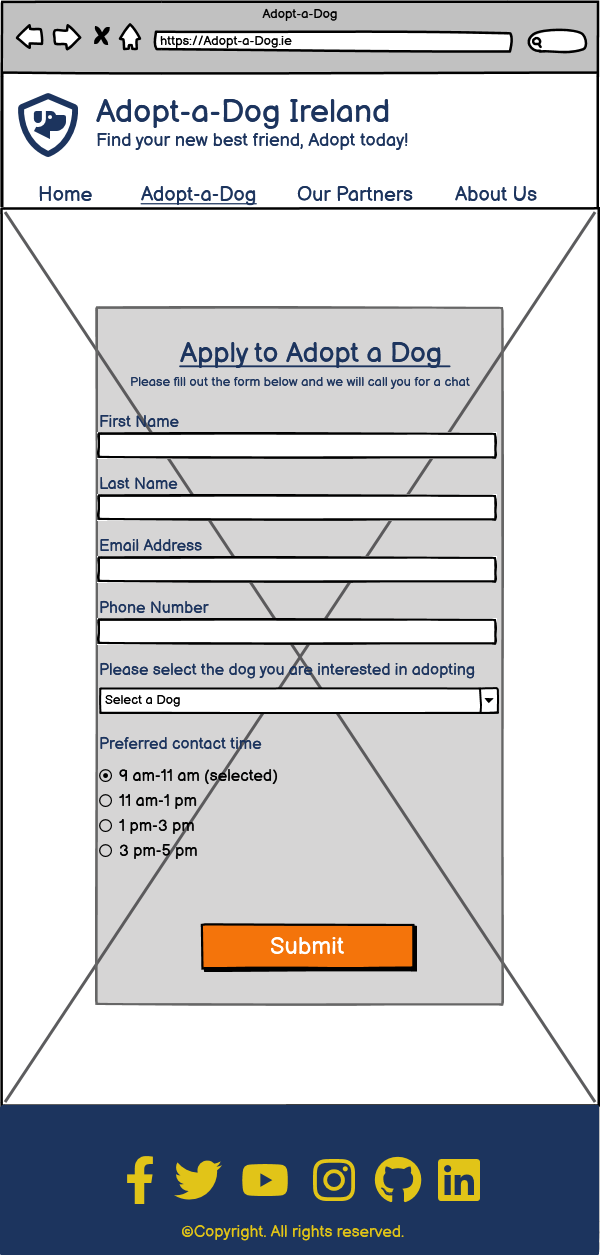 Adopt-a-Dog
https://Adopt-a-Dog.ie
Adopt-a-Dog Ireland
Find your new best friend, Adopt today!
Home Adopt-a-Dog Our Partners About Us
Apply to Adopt a Dog
Please fill out the form below and we will call you for a chat
First Name
Last Name
Email Address
Phone Number
Please select the dog you are interested in adopting
Select a Dog
Preferred contact time
9 am-11 am (selected)
11 am-1 pm
1 pm-3 pm
3 pm-5 pm
Submit
©Copyright. All rights reserved.